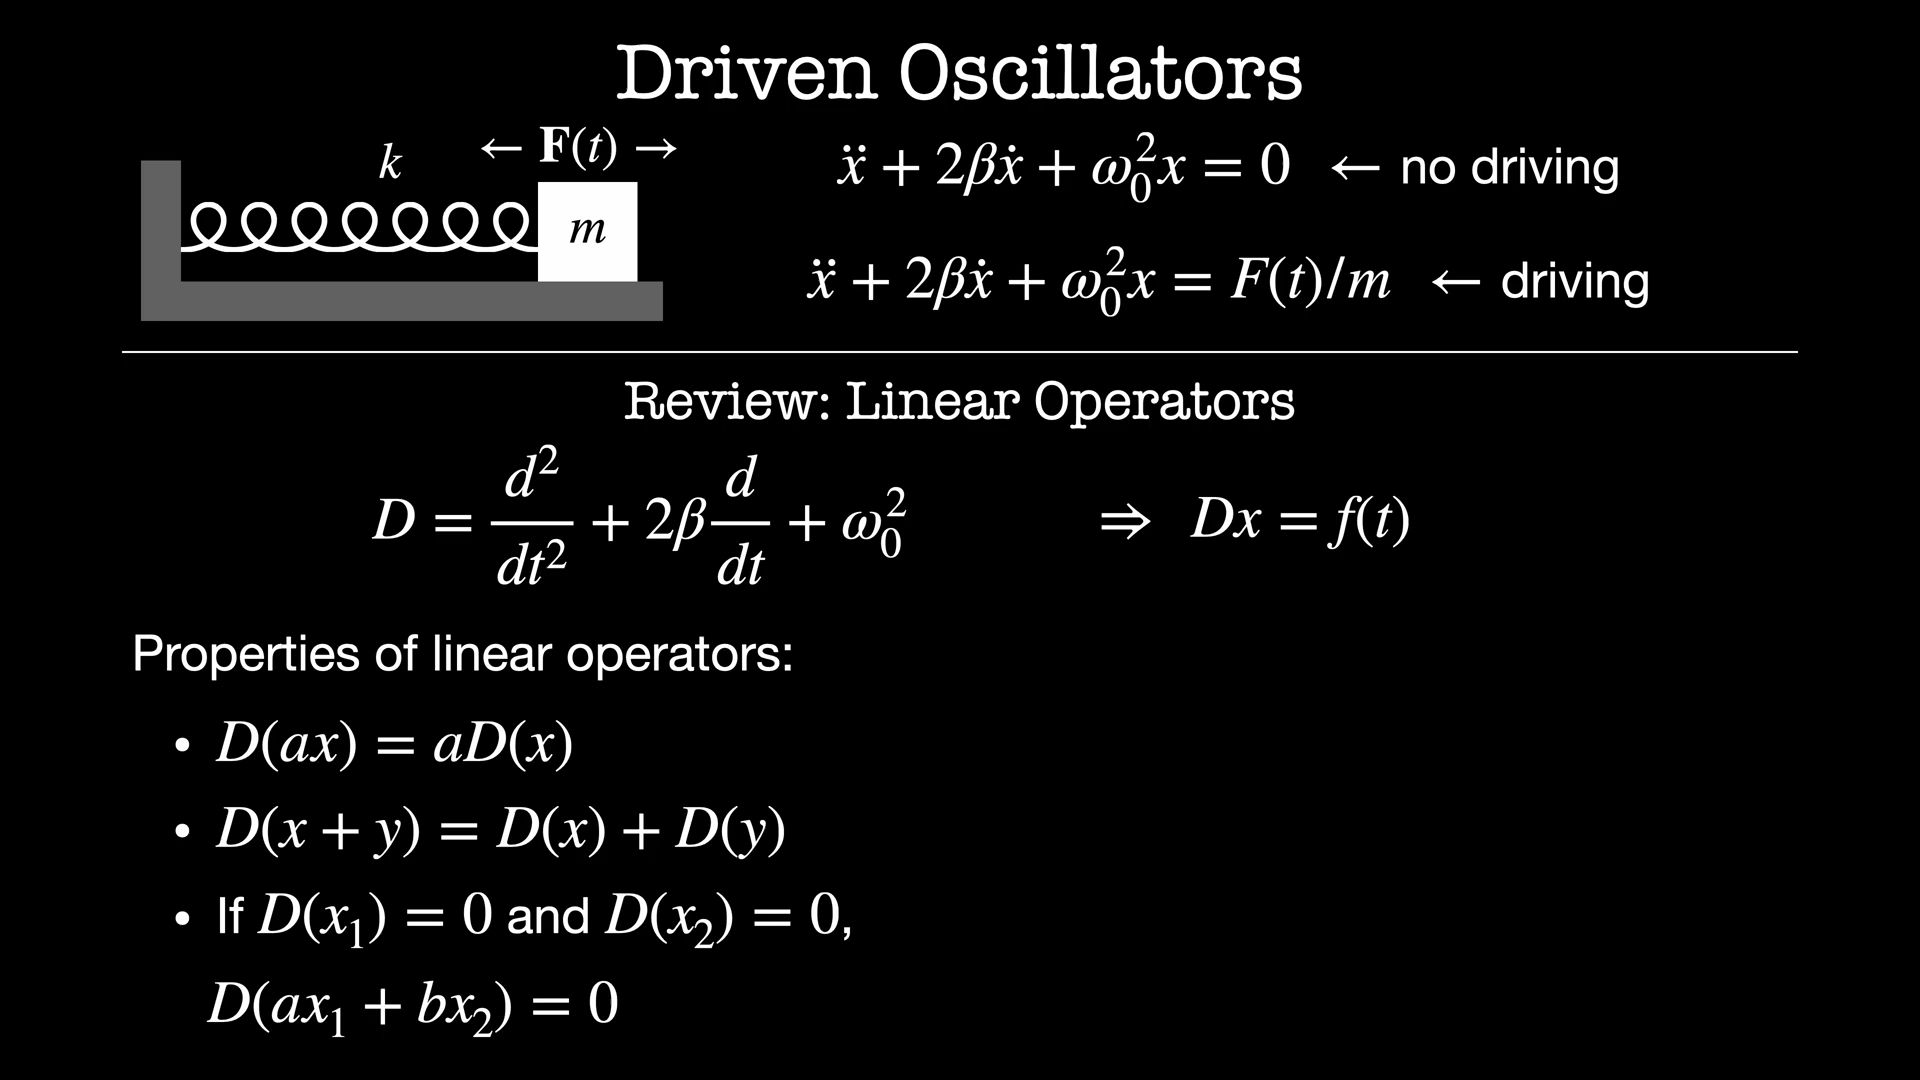 Driven Oscillators
k
← F(t) →
m
ẍ + 2βẋ + ω₀²x = 0 ← no driving
ẍ + 2βẋ + ω₀²x = F(t)/m ← driving
Review: Linear Operators
D = d²/dt² + 2β d/dt + ω₀² ⇒ Dx = f(t)
Properties of linear operators:
• D(ax) = aD(x)
• D(x + y) = D(x) + D(y)
• If D(x₁) = 0 and D(x₂) = 0,
D(ax₁ + bx₂) = 0